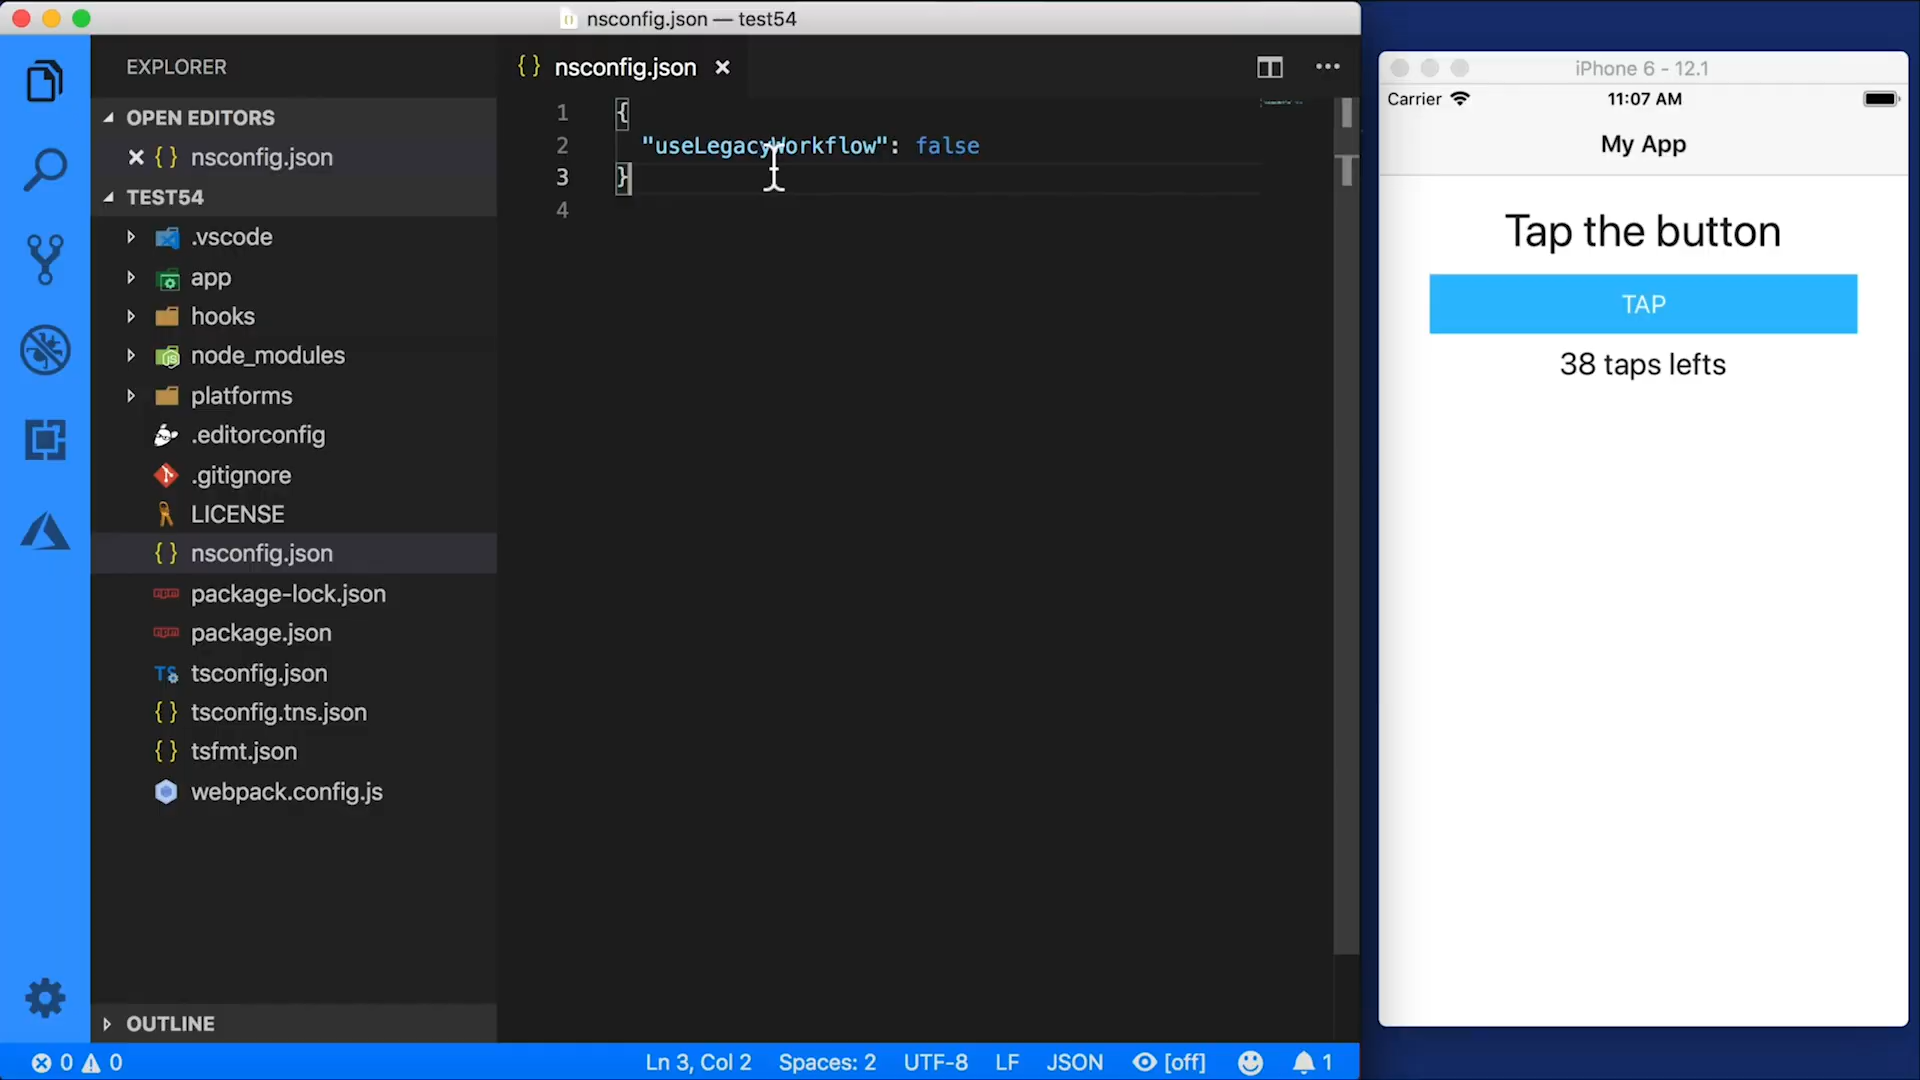 nsconfig.json — test54
EXPLORER
OPEN EDITORS
{ } nsconfig.json
TEST54
.vscode
app
hooks
node_modules
platforms
.editorconfig
.gitignore
LICENSE
{ } nsconfig.json
npm package-lock.json
npm package.json
TS tsconfig.json
{ } tsconfig.tns.json
{ } tsfmt.json
webpack.config.js
OUTLINE
{ } nsconfig.json
1 {
2 "useLegacyWorkflow": false
3 }
4
0 0
Ln 3, Col 2 Spaces: 2 UTF-8 LF JSON [off] 1
iPhone 6 - 12.1
Carrier 11:07 AM
My App
Tap the button
TAP
38 taps lefts